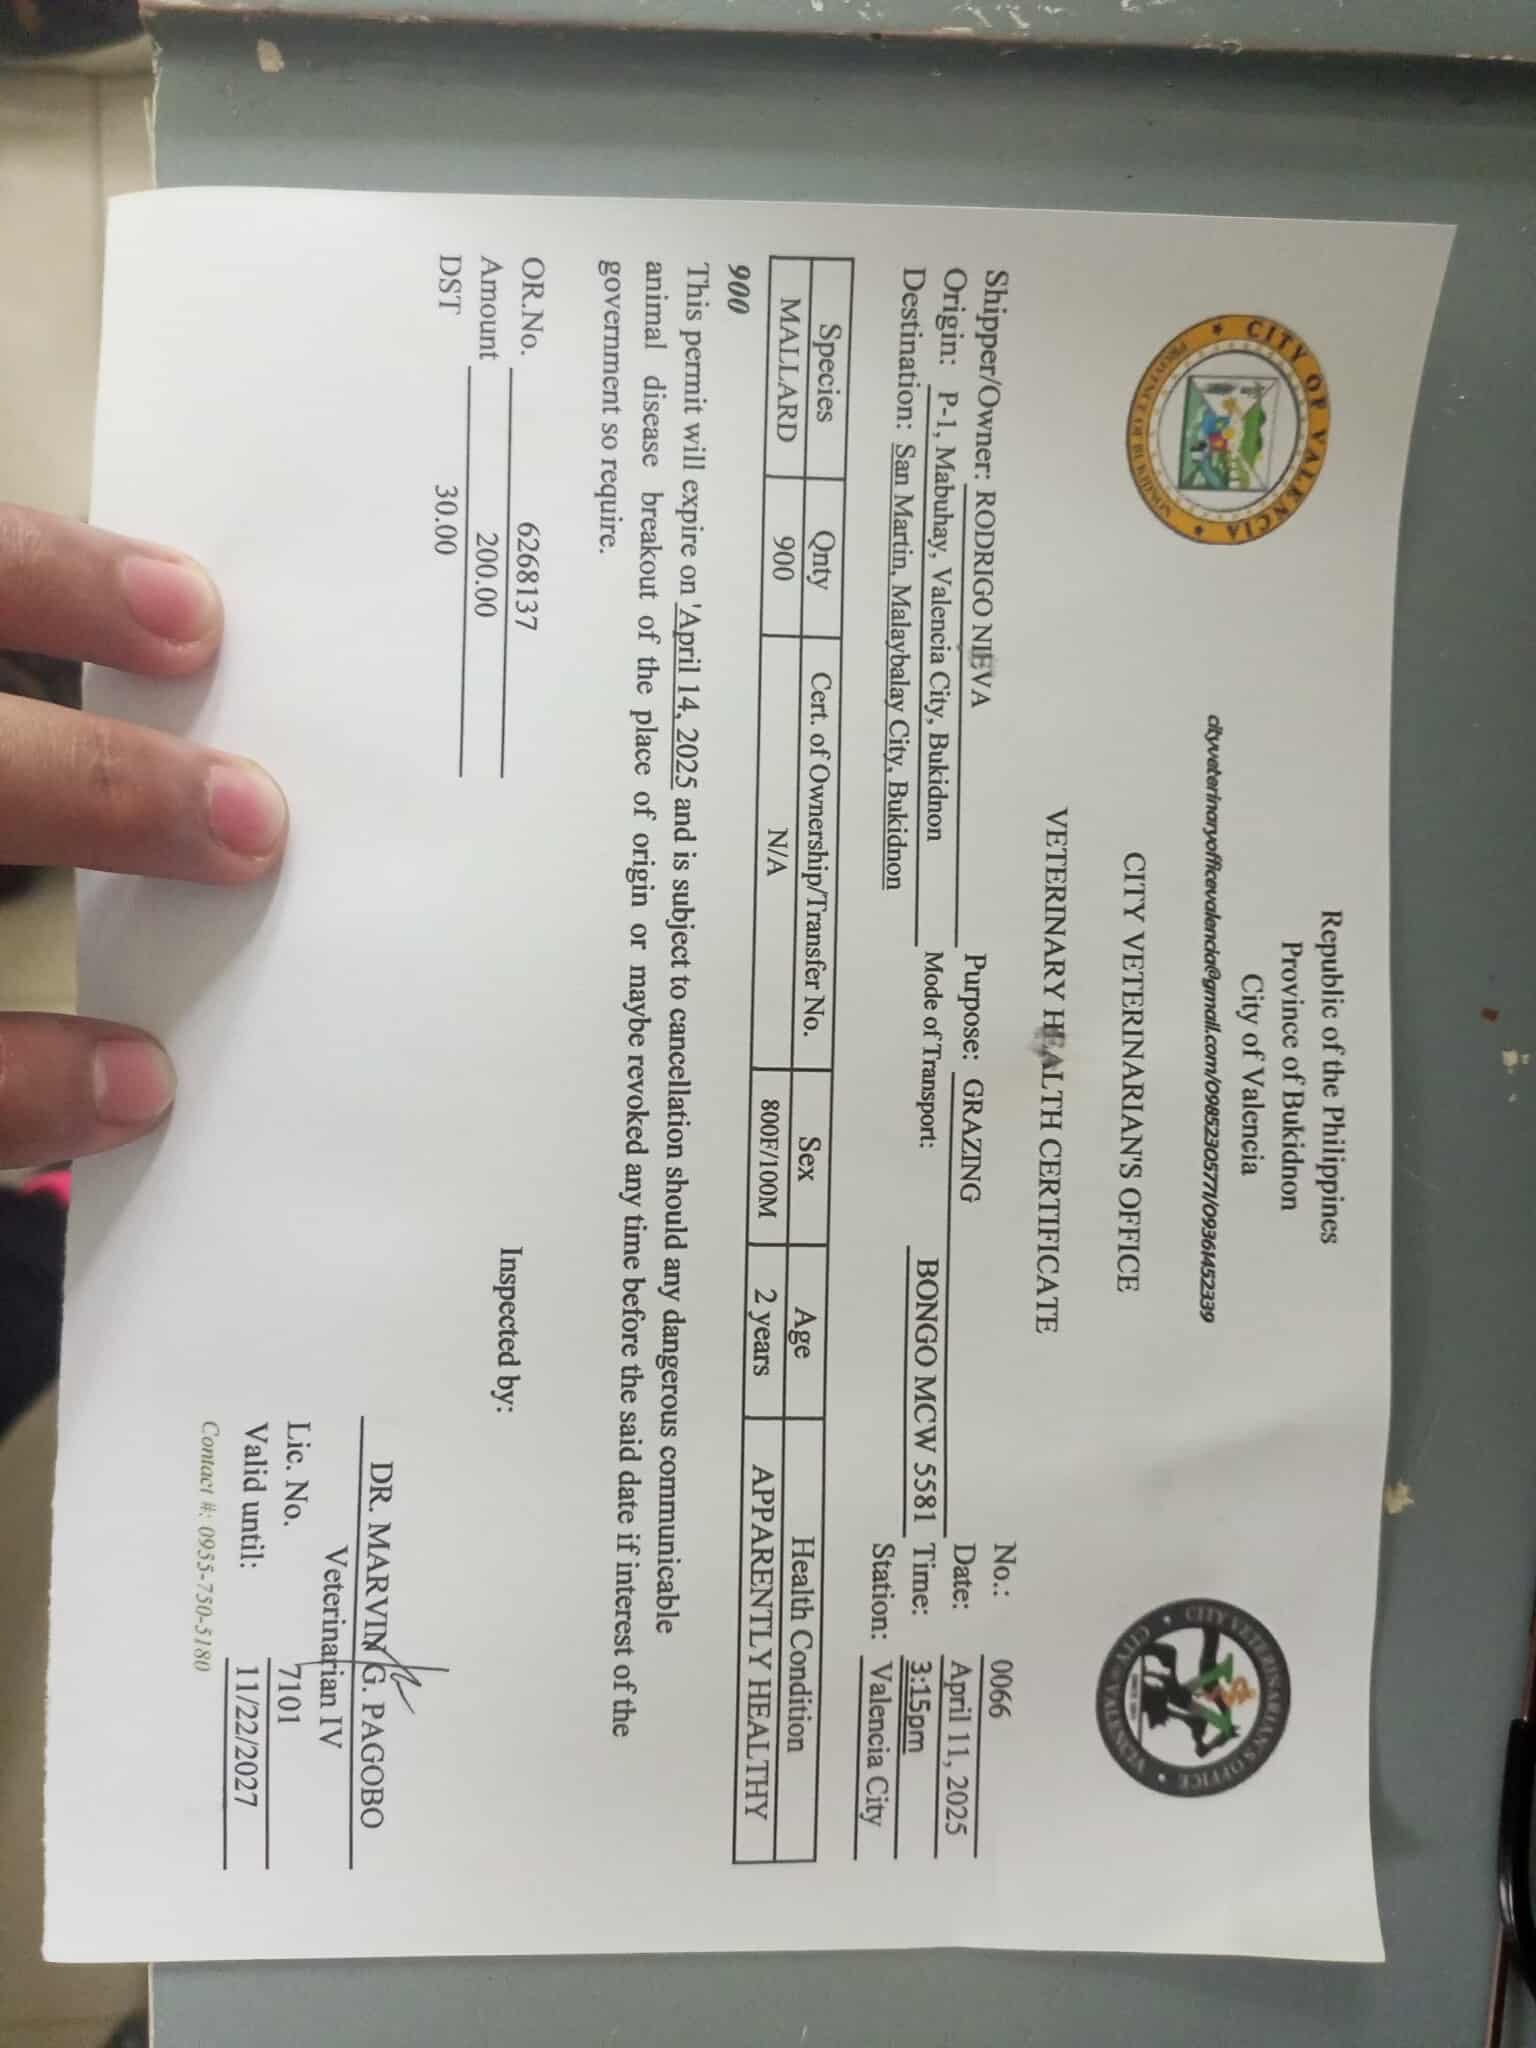 Republic of the Philippines
Province of Bukidnon
City of Valencia
cityveterinaryofficevalencia@gmail.com/09852305771/09361452339
CITY OF VALENCIA
PROVINCE OF BUKIDNON
CITY VETERINARIAN'S OFFICE
CITY OF VALENCIA
CITY VETERINARIAN'S OFFICE
VETERINARY HEALTH CERTIFICATE
Shipper/Owner: RODRIGO NIEVA Purpose: GRAZING No.: 0066
Origin: P-1, Mabuhay, Valencia City, Bukidnon Mode of Transport: BONGO MCW 5581 Date: April 11, 2025
Destination: San Martin, Malaybalay City, Bukidnon Time: 3:15pm
Station: Valencia City
Species Qnty Cert. of Ownership/Transfer No. Sex Age Health Condition
MALLARD 900 N/A 800F/100M 2 years APPARENTLY HEALTHY
900
This permit will expire on 'April 14, 2025 and is subject to cancellation should any dangerous communicable
animal disease breakout of the place of origin or maybe revoked any time before the said date if interest of the
government so require.
OR.No. 6268137
Amount 200.00
DST 30.00
Inspected by:
DR. MARVIN G. PAGOBO
Veterinarian IV
Lic. No. 7101
Valid until: 11/22/2027
Contact #: 0955-750-5180